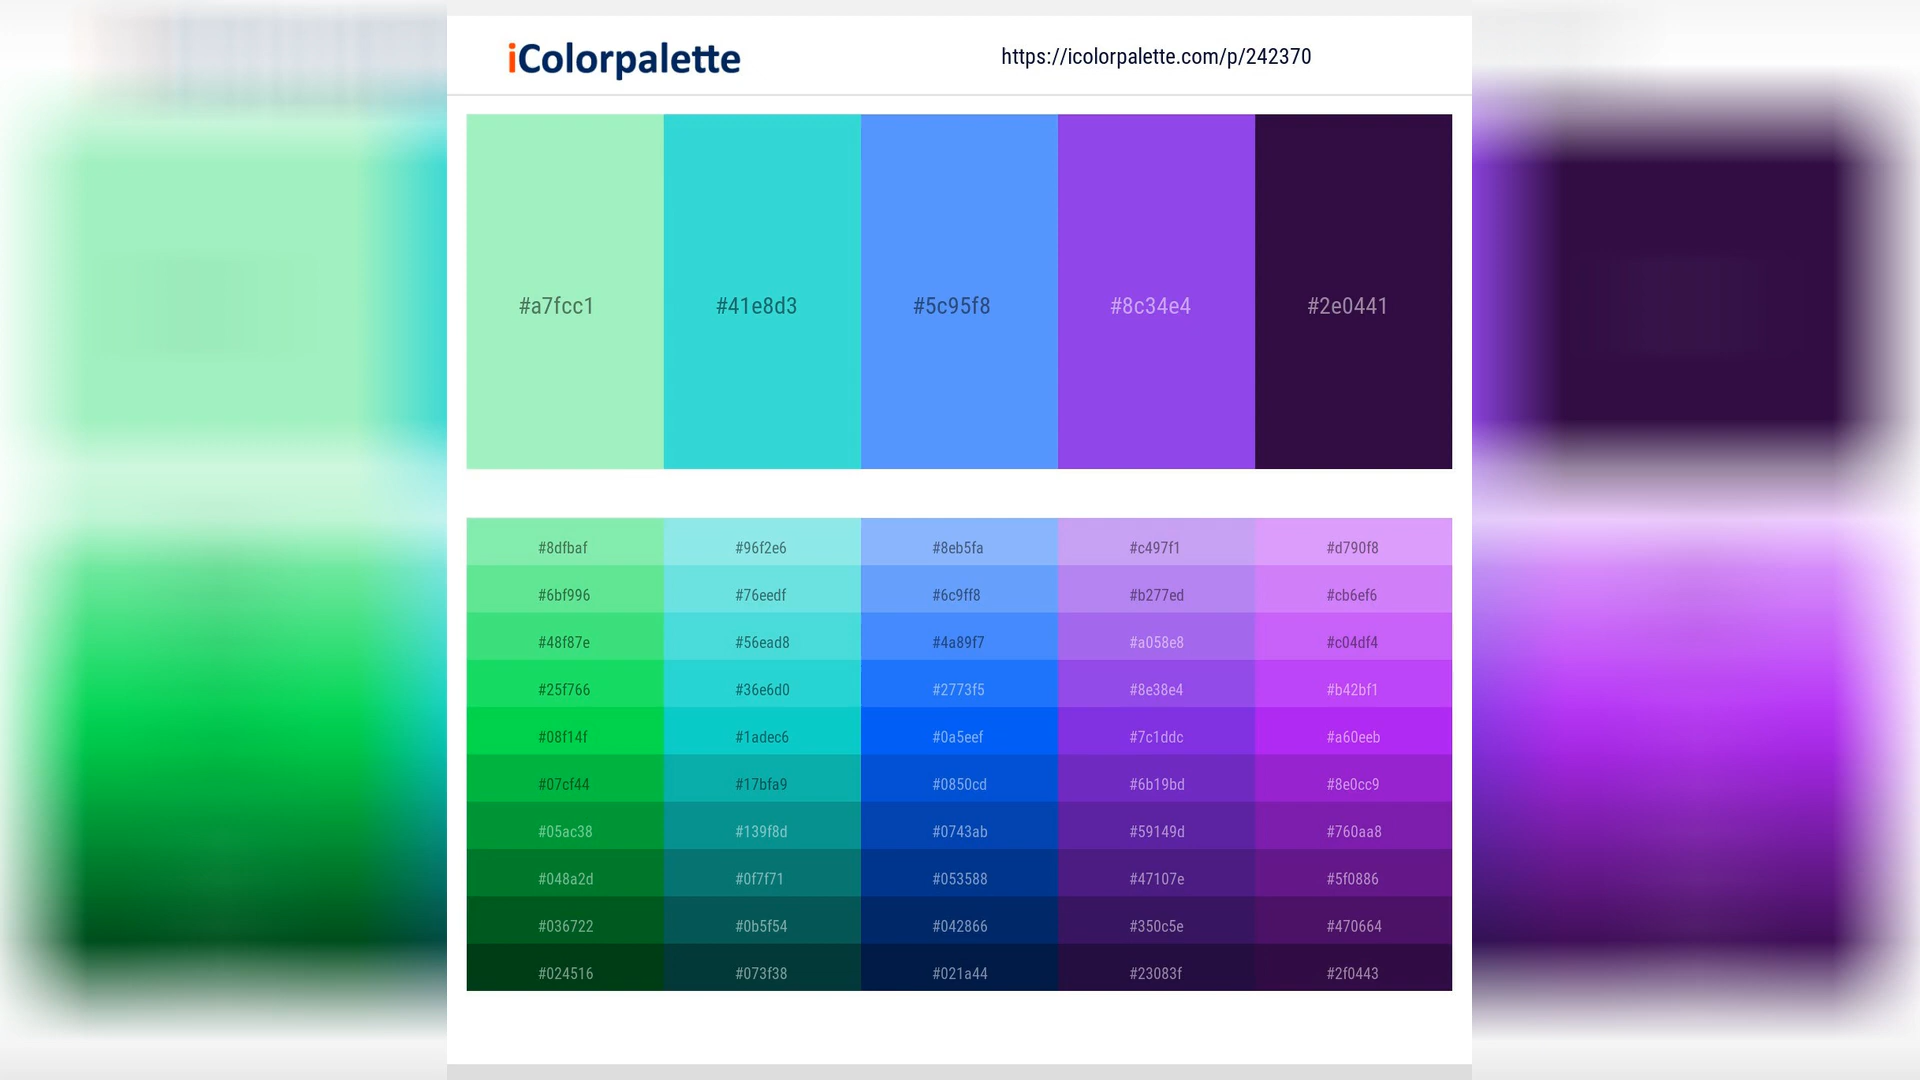 iColorpalette
https://icolorpalette.com/p/242370
#a7fcc1 #41e8d3 #5c95f8 #8c34e4 #2e0441
#8dfbaf #96f2e6 #8eb5fa #c497f1 #d790f8
#6bf996 #76eedf #6c9ff8 #b277ed #cb6ef6
#48f87e #56ead8 #4a89f7 #a058e8 #c04df4
#25f766 #36e6d0 #2773f5 #8e38e4 #b42bf1
#08f14f #1adec6 #0a5eef #7c1ddc #a60eeb
#07cf44 #17bfa9 #0850cd #6b19bd #8e0cc9
#05ac38 #139f8d #0743ab #59149d #760aa8
#048a2d #0f7f71 #053588 #47107e #5f0886
#036722 #0b5f54 #042866 #350c5e #470664
#024516 #073f38 #021a44 #23083f #2f0443